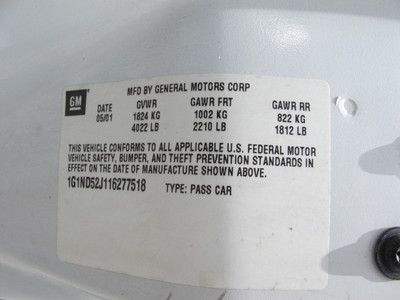 MFD BY GENERAL MOTORS CORP
GM
DATE GVWR GAWR FRT GAWR RR
05/01 1824 KG 1002 KG 822 KG
4022 LB 2210 LB 1812 LB
THIS VEHICLE CONFORMS TO ALL APPLICABLE U.S. FEDERAL MOTOR
VEHICLE SAFETY, BUMPER, AND THEFT PREVENTION STANDARDS IN
EFFECT ON THE DATE OF MANUFACTURE SHOWN ABOVE.
1G1ND52J116277518 TYPE: PASS CAR